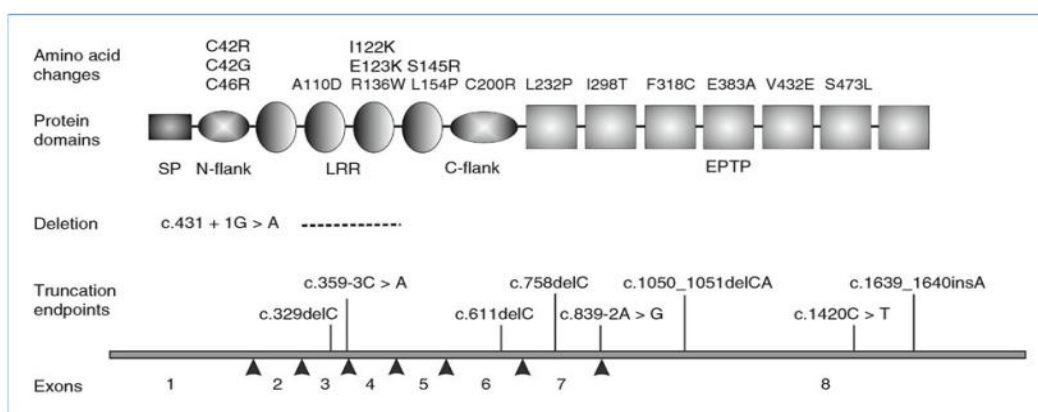 C42R I122K
Amino acid C42G E123K S145R
changes C46R A110D R136W L154P C200R L232P I298T F318C E383A V432E S473L
Protein
domains
SP N-flank LRR C-flank EPTP
Deletion c.431 + 1G > A
Truncation c.359-3C > A c.758delC c.1050_1051delCA c.1639_1640insA
endpoints c.329delC c.611delC c.839-2A > G c.1420C > T
Exons 1 2 3 4 5 6 7 8